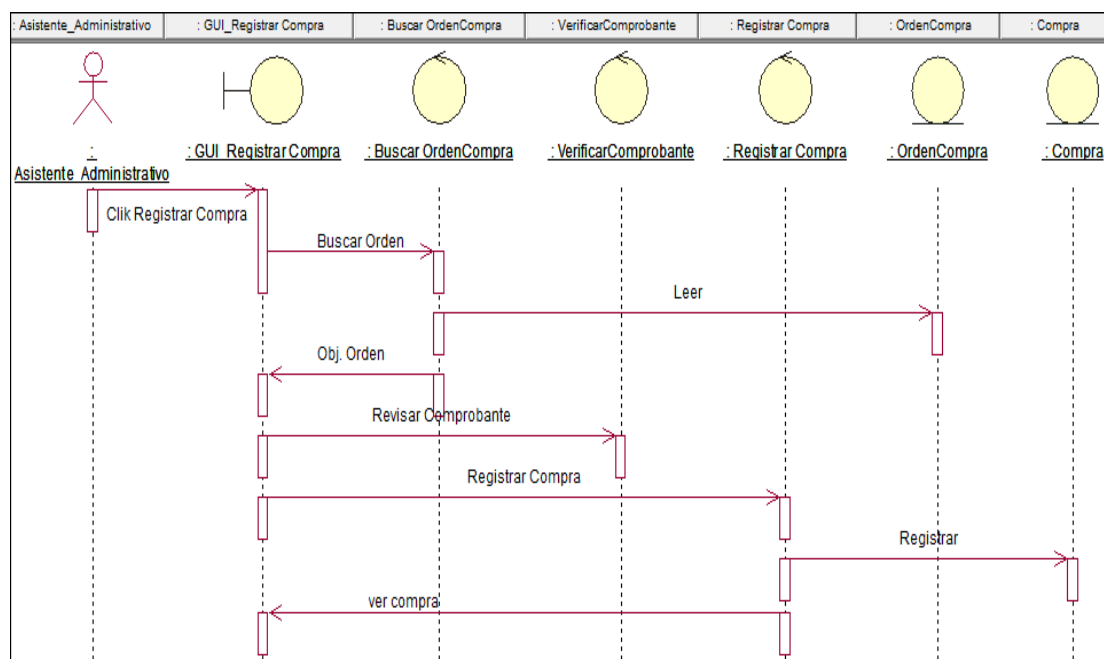 : Asistente_Administrativo
: GUI_Registrar Compra
: Buscar OrdenCompra
: VerificarComprobante
: Registrar Compra
: OrdenCompra
: Compra
:
Asistente_Administrativo
: GUI_Registrar Compra
: Buscar OrdenCompra
: VerificarComprobante
: Registrar Compra
: OrdenCompra
: Compra
Clik Registrar Compra
Buscar Orden
Leer
Obj. Orden
Revisar Comprobante
Registrar Compra
Registrar
ver compra